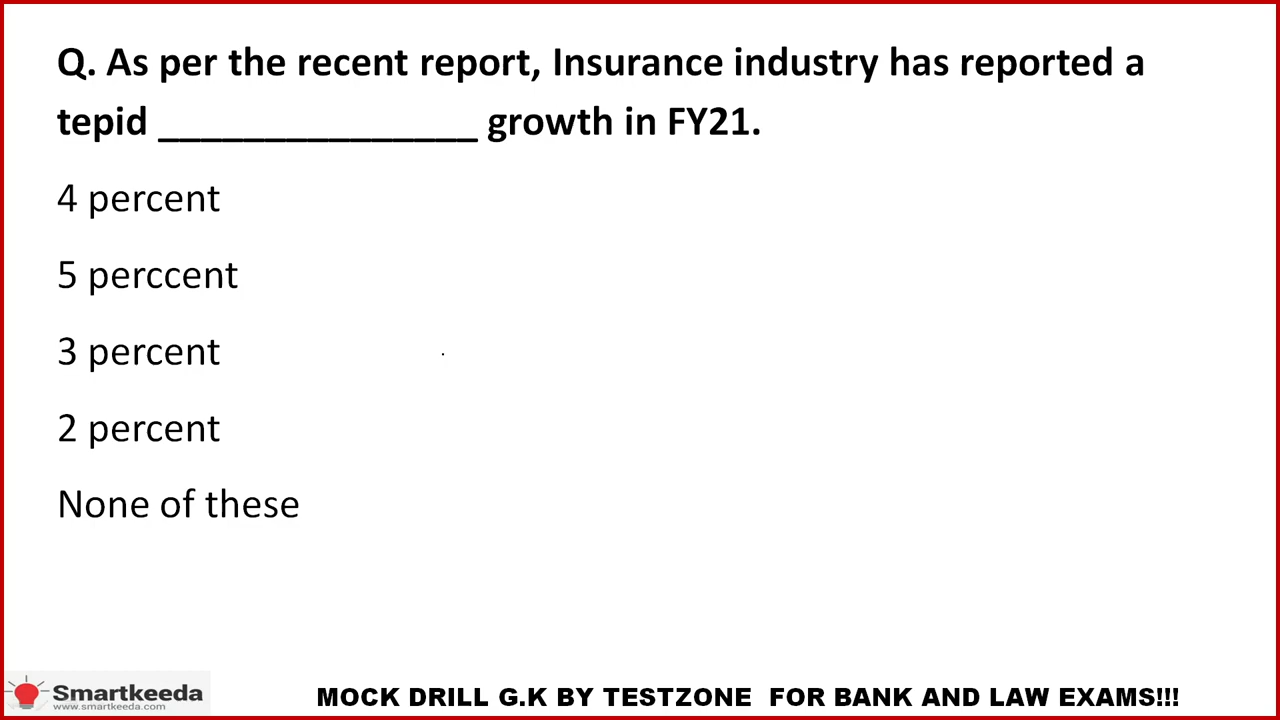 Q. As per the recent report, Insurance industry has reported a
tepid _______________ growth in FY21.
4 percent
5 perccent
3 percent
2 percent
None of these
Smartkeeda
www.smartkeeda.com
MOCK DRILL G.K BY TESTZONE FOR BANK AND LAW EXAMS!!!